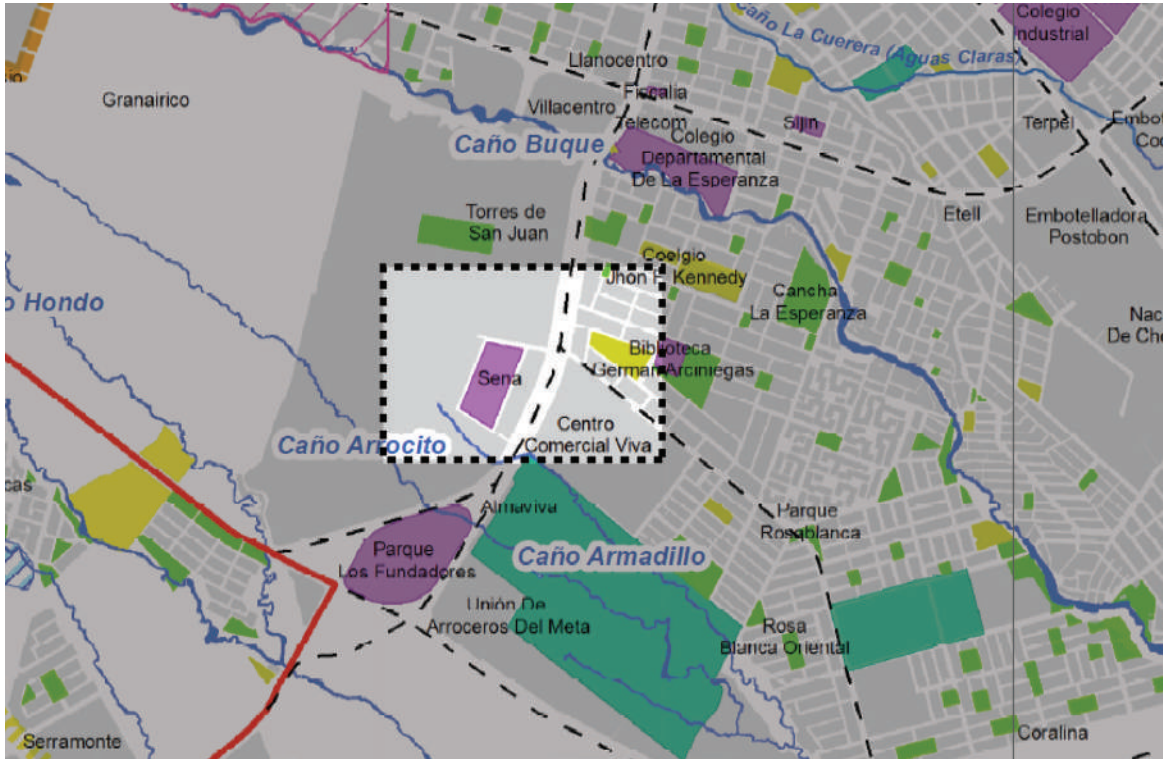 Caño La Cuerera (Aguas Claras)
Colegio
Industrial
Llanocentro
Fiscalia
Granairico
Villacentro
Telecom
Sijin
Terpel
Caño Buque
Colegio
Departamental
De La Esperanza
Torres de
San Juan
Etell
Embotelladora
Postobon
Coelgio
Jhon F. Kennedy
Cancha
La Esperanza
Hondo
Biblioteca
German Arciniegas
Sena
Centro
Comercial Viva
Caño Arrocito
Almaviva
Parque
Rosablanca
Parque
Los Fundadores
Caño Armadillo
Unión De
Arroceros Del Meta
Rosa
Blanca Oriental
Serramonte
Coralina